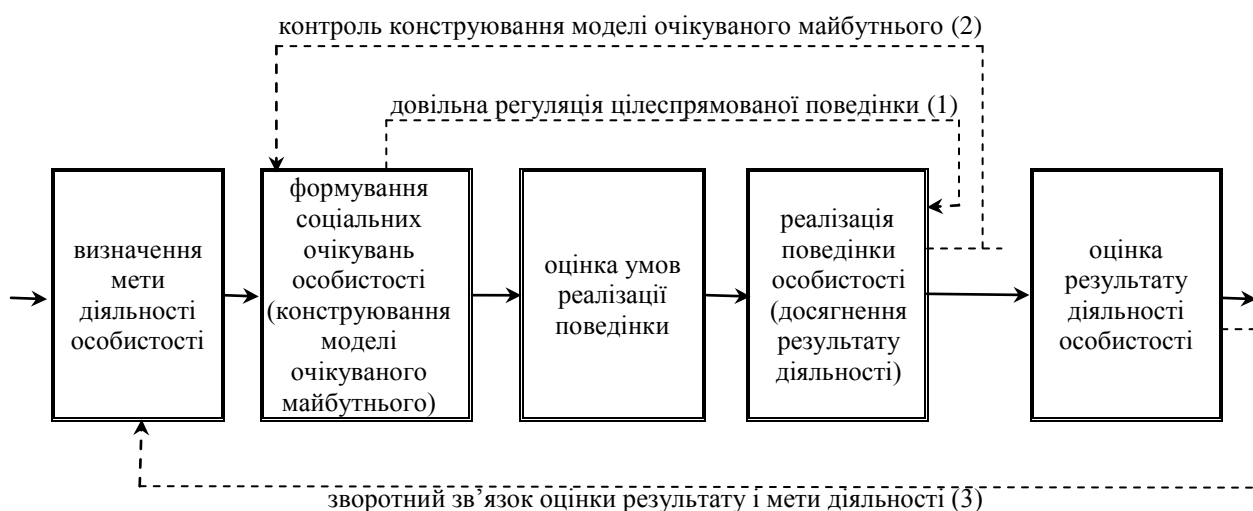 контроль конструювання моделі очікуваного майбутнього (2)
довільна регуляція цілеспрямованої поведінки (1)
визначення
мети
діяльності
особистості
формування
соціальних
очікувань
особистості
(конструювання
моделі
очікуваного
майбутнього)
оцінка умов
реалізації
поведінки
реалізація
поведінки
особистості
(досягнення
результату
діяльності)
оцінка
результату
діяльності
особистості
зворотний зв’язок оцінки результату і мети діяльності (3)